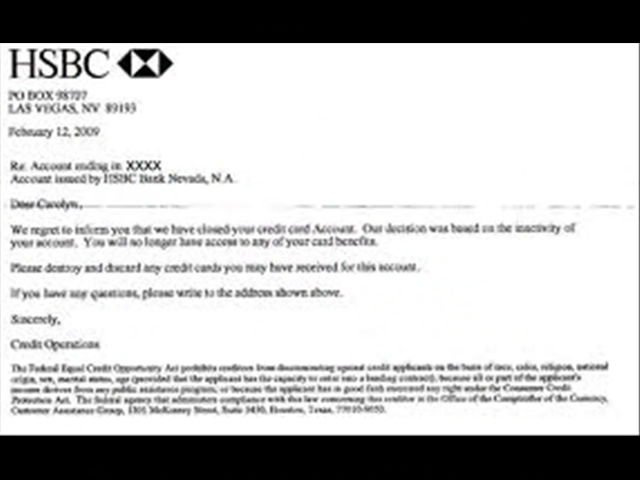 HSBC
PO BOX 98707
LAS VEGAS, NV 89193
February 12, 2009
Re: Account ending in XXXX
Account issued by HSBC Bank Nevada, N.A.
Dear Carolyn,
We regret to inform you that we have closed your credit card Account. Our decision was based on the inactivity of
your account. You will no longer have access to any of your card benefits.
Please destroy and discard any credit cards you may have received for this account.
If you have any questions, please write to the address shown above.
Sincerely,
Credit Operations
The Federal Equal Credit Opportunity Act prohibits creditors from discriminating against credit applicants on the basis of race, color, religion, national
origin, sex, marital status, age (provided that the applicant has the capacity to enter into a binding contract), because all or part of the applicant's
income derives from any public assistance program, or because the applicant has in good faith exercised any right under the Consumer Credit
Protection Act. The federal agency that administers compliance with this law concerning this creditor is the Office of the Comptroller of the Currency,
Customer Assistance Group, 1301 McKinney Street, Suite 3450, Houston, Texas, 77010-9050.